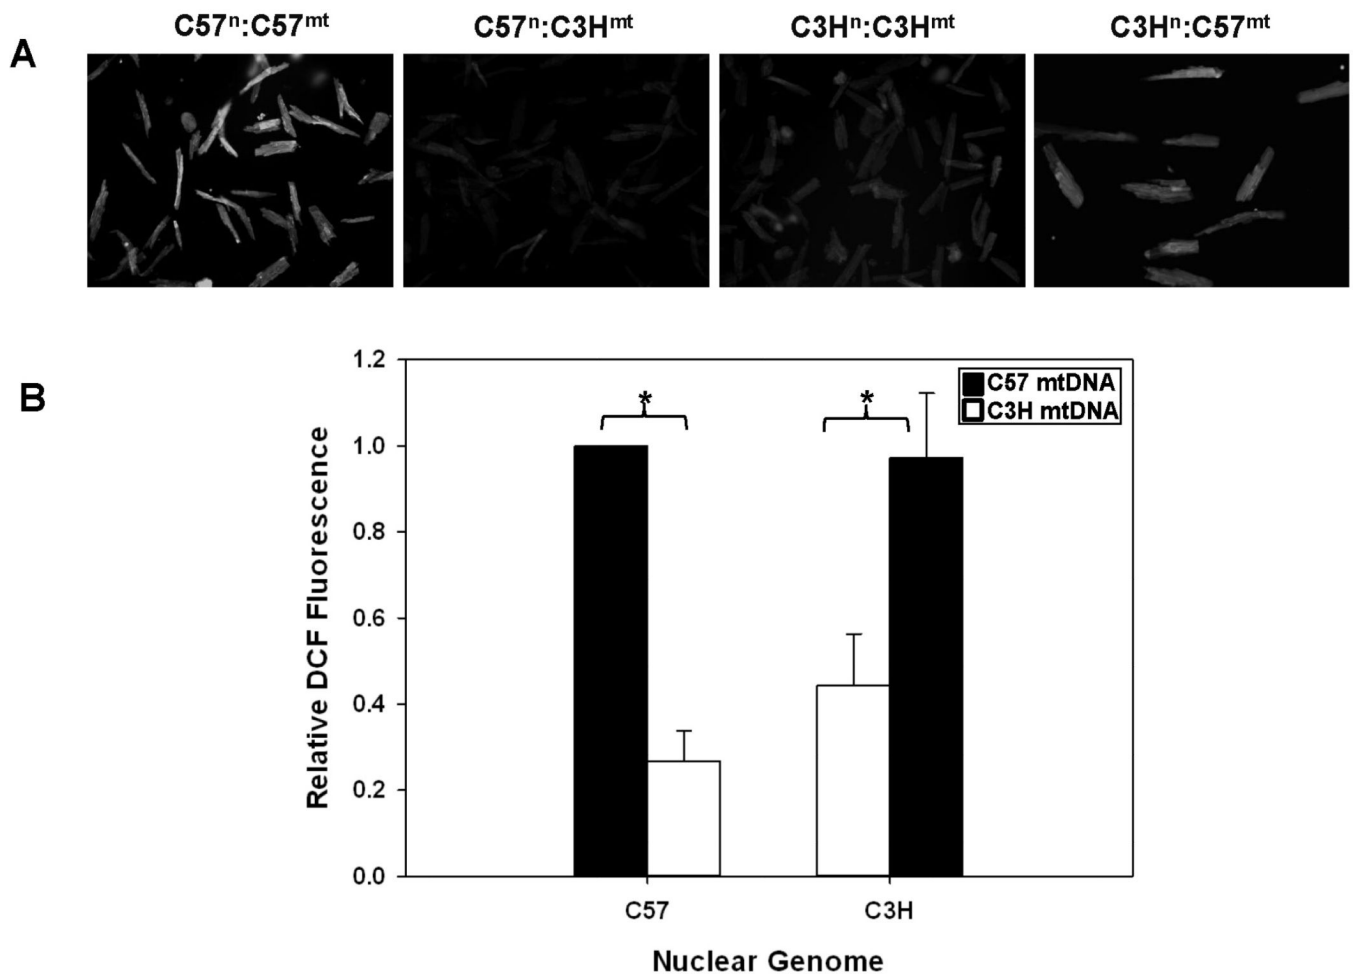 A
C57ⁿ:C57ᵐᵗ
C57ⁿ:C3Hᵐᵗ
C3Hⁿ:C3Hᵐᵗ
C3Hⁿ:C57ᵐᵗ
B
Relative DCF Fluorescence
1.2
1.0
0.8
0.6
0.4
0.2
0.0
*
*
C57 mtDNA
C3H mtDNA
C57
C3H
Nuclear Genome